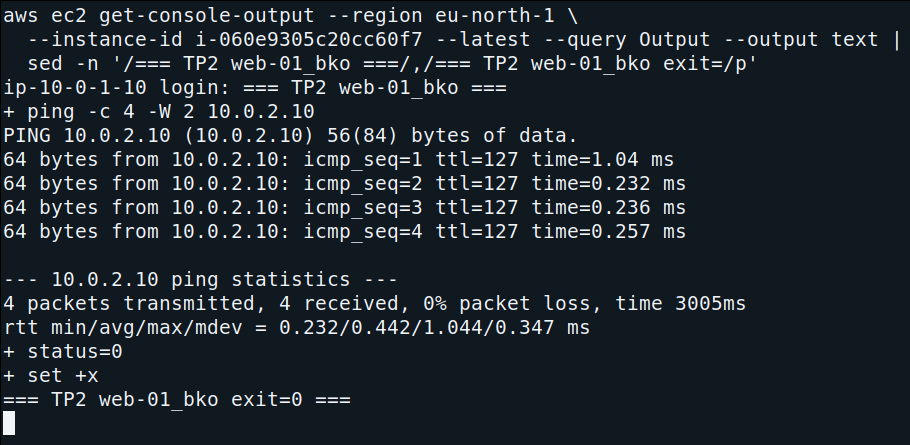 aws ec2 get-console-output --region eu-north-1 \
  --instance-id i-060e9305c20cc60f7 --latest --query Output --output text |
  sed -n '/=== TP2 web-01_bko ===/,/=== TP2 web-01_bko exit=/p'
ip-10-0-1-10 login: === TP2 web-01_bko ===
+ ping -c 4 -W 2 10.0.2.10
PING 10.0.2.10 (10.0.2.10) 56(84) bytes of data.
64 bytes from 10.0.2.10: icmp_seq=1 ttl=127 time=1.04 ms
64 bytes from 10.0.2.10: icmp_seq=2 ttl=127 time=0.232 ms
64 bytes from 10.0.2.10: icmp_seq=3 ttl=127 time=0.236 ms
64 bytes from 10.0.2.10: icmp_seq=4 ttl=127 time=0.257 ms

--- 10.0.2.10 ping statistics ---
4 packets transmitted, 4 received, 0% packet loss, time 3005ms
rtt min/avg/max/mdev = 0.232/0.442/1.044/0.347 ms
+ status=0
+ set +x
=== TP2 web-01_bko exit=0 ===